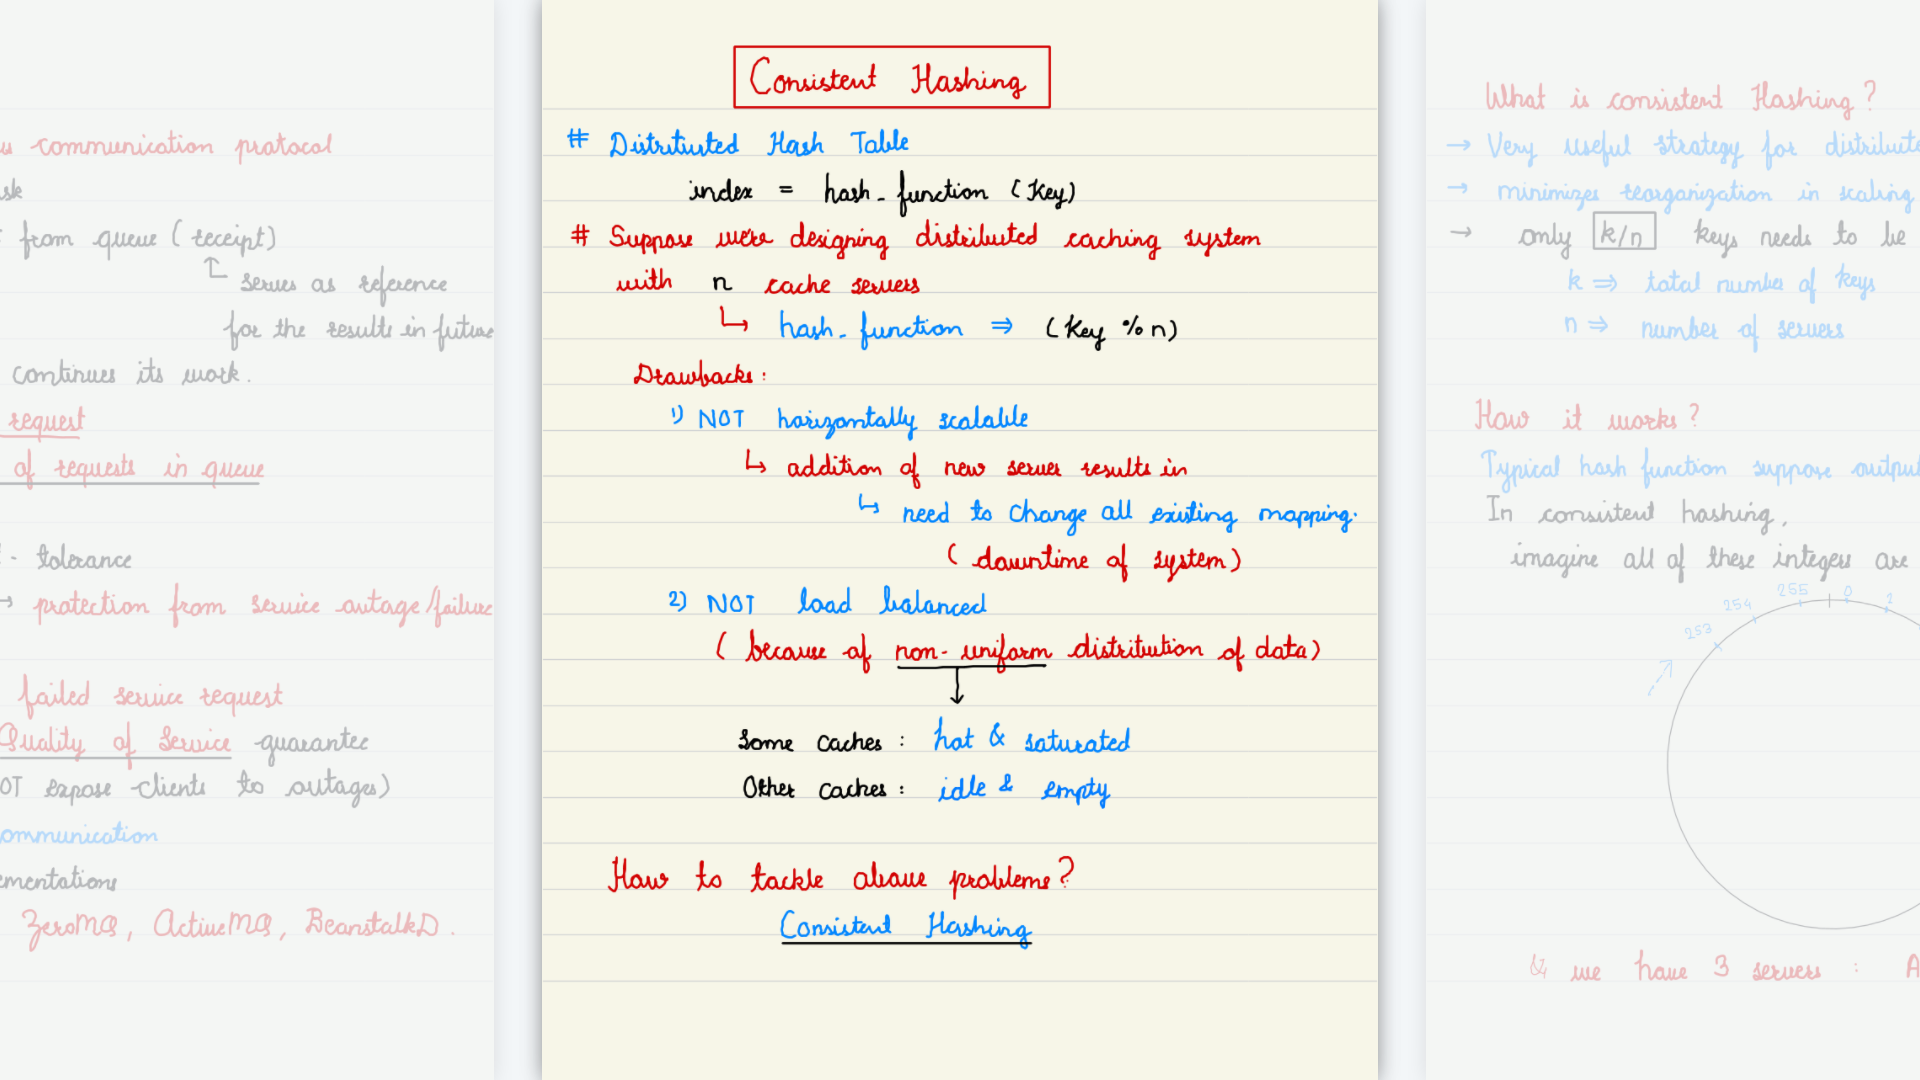 Consistent Hashing
# Distributed Hash Table
index = hash_function (Key)
# Suppose we're designing distributed caching system
with n cache servers
↳ hash_function ⇒ (Key % n)
Drawbacks :
1) NOT horizontally scalable
↳ addition of new server results in
↳ need to change all existing mapping.
( downtime of system)
2) NOT load balanced
( because of non-uniform distribution of data)
↓
Some caches : hot & saturated
Other caches : idle & empty
How to tackle above problems?
Consistent Hashing
communication protocol
from queue ( receipt)
serves as reference
for the results in future
continues its work.
request
of requests in queue
- tolerance
→ protection from service outage/failure
failed service request
Quality of Service guarantee
OT expose clients to outages)
ommunication
ementations
ZeroMQ, ActiveMQ, BeanstalkD.
What is consistent Hashing?
→ Very useful strategy for distribute
→ minimizes reorganization in scaling
→ only k/n keys needs to be
k ⇒ total number of keys
n ⇒ number of servers
How it works?
Typical hash function suppose outpu
In consistent hashing,
imagine all of these integers are
253 254 255 0 2
& we have 3 servers : A